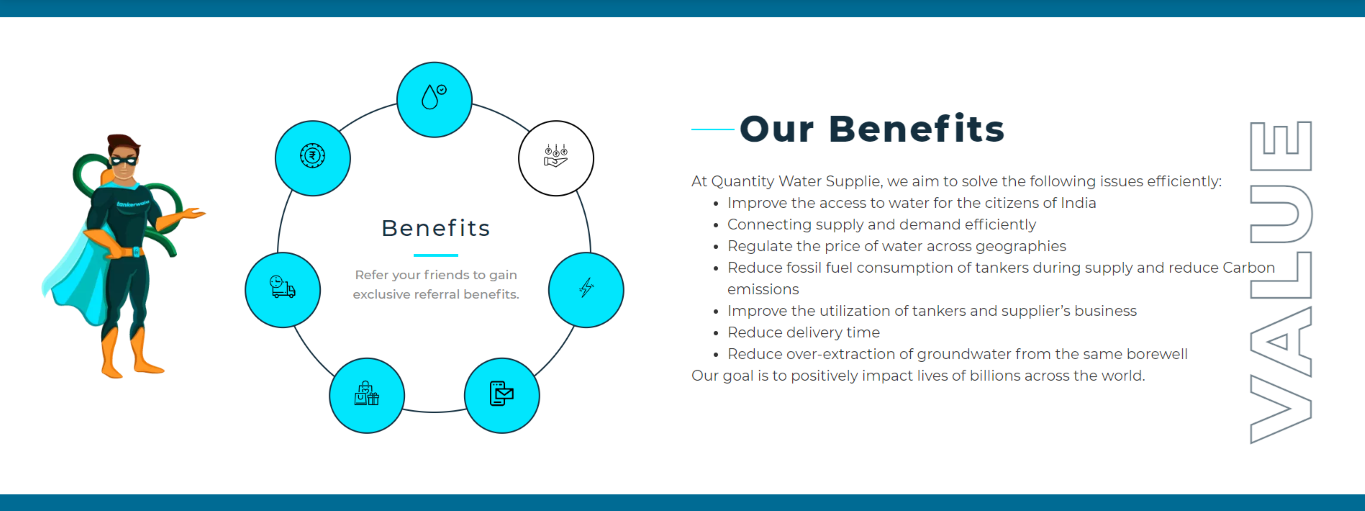 Benefits
Refer your friends to gain
exclusive referral benefits.
Our Benefits
At Quantity Water Supplie, we aim to solve the following issues efficiently:
• Improve the access to water for the citizens of India
• Connecting supply and demand efficiently
• Regulate the price of water across geographies
• Reduce fossil fuel consumption of tankers during supply and reduce Carbon
emissions
• Improve the utilization of tankers and supplier's business
• Reduce delivery time
• Reduce over-extraction of groundwater from the same borewell
Our goal is to positively impact lives of billions across the world.
VALUE